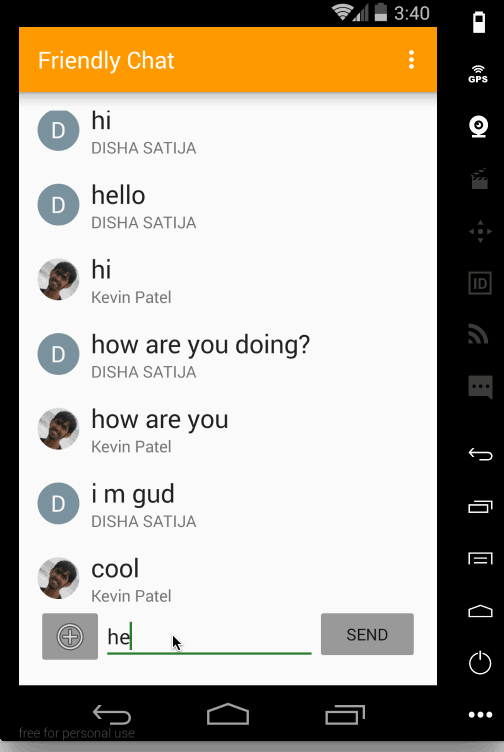 3:40
Friendly Chat
GPS
hi
D
DISHA SATIJA
hello
D
DISHA SATIJA
hi
Kevin Patel
ID
how are you doing?
D
DISHA SATIJA
how are you
Kevin Patel
i m gud
D
DISHA SATIJA
cool
Kevin Patel
he
SEND
free for personal use